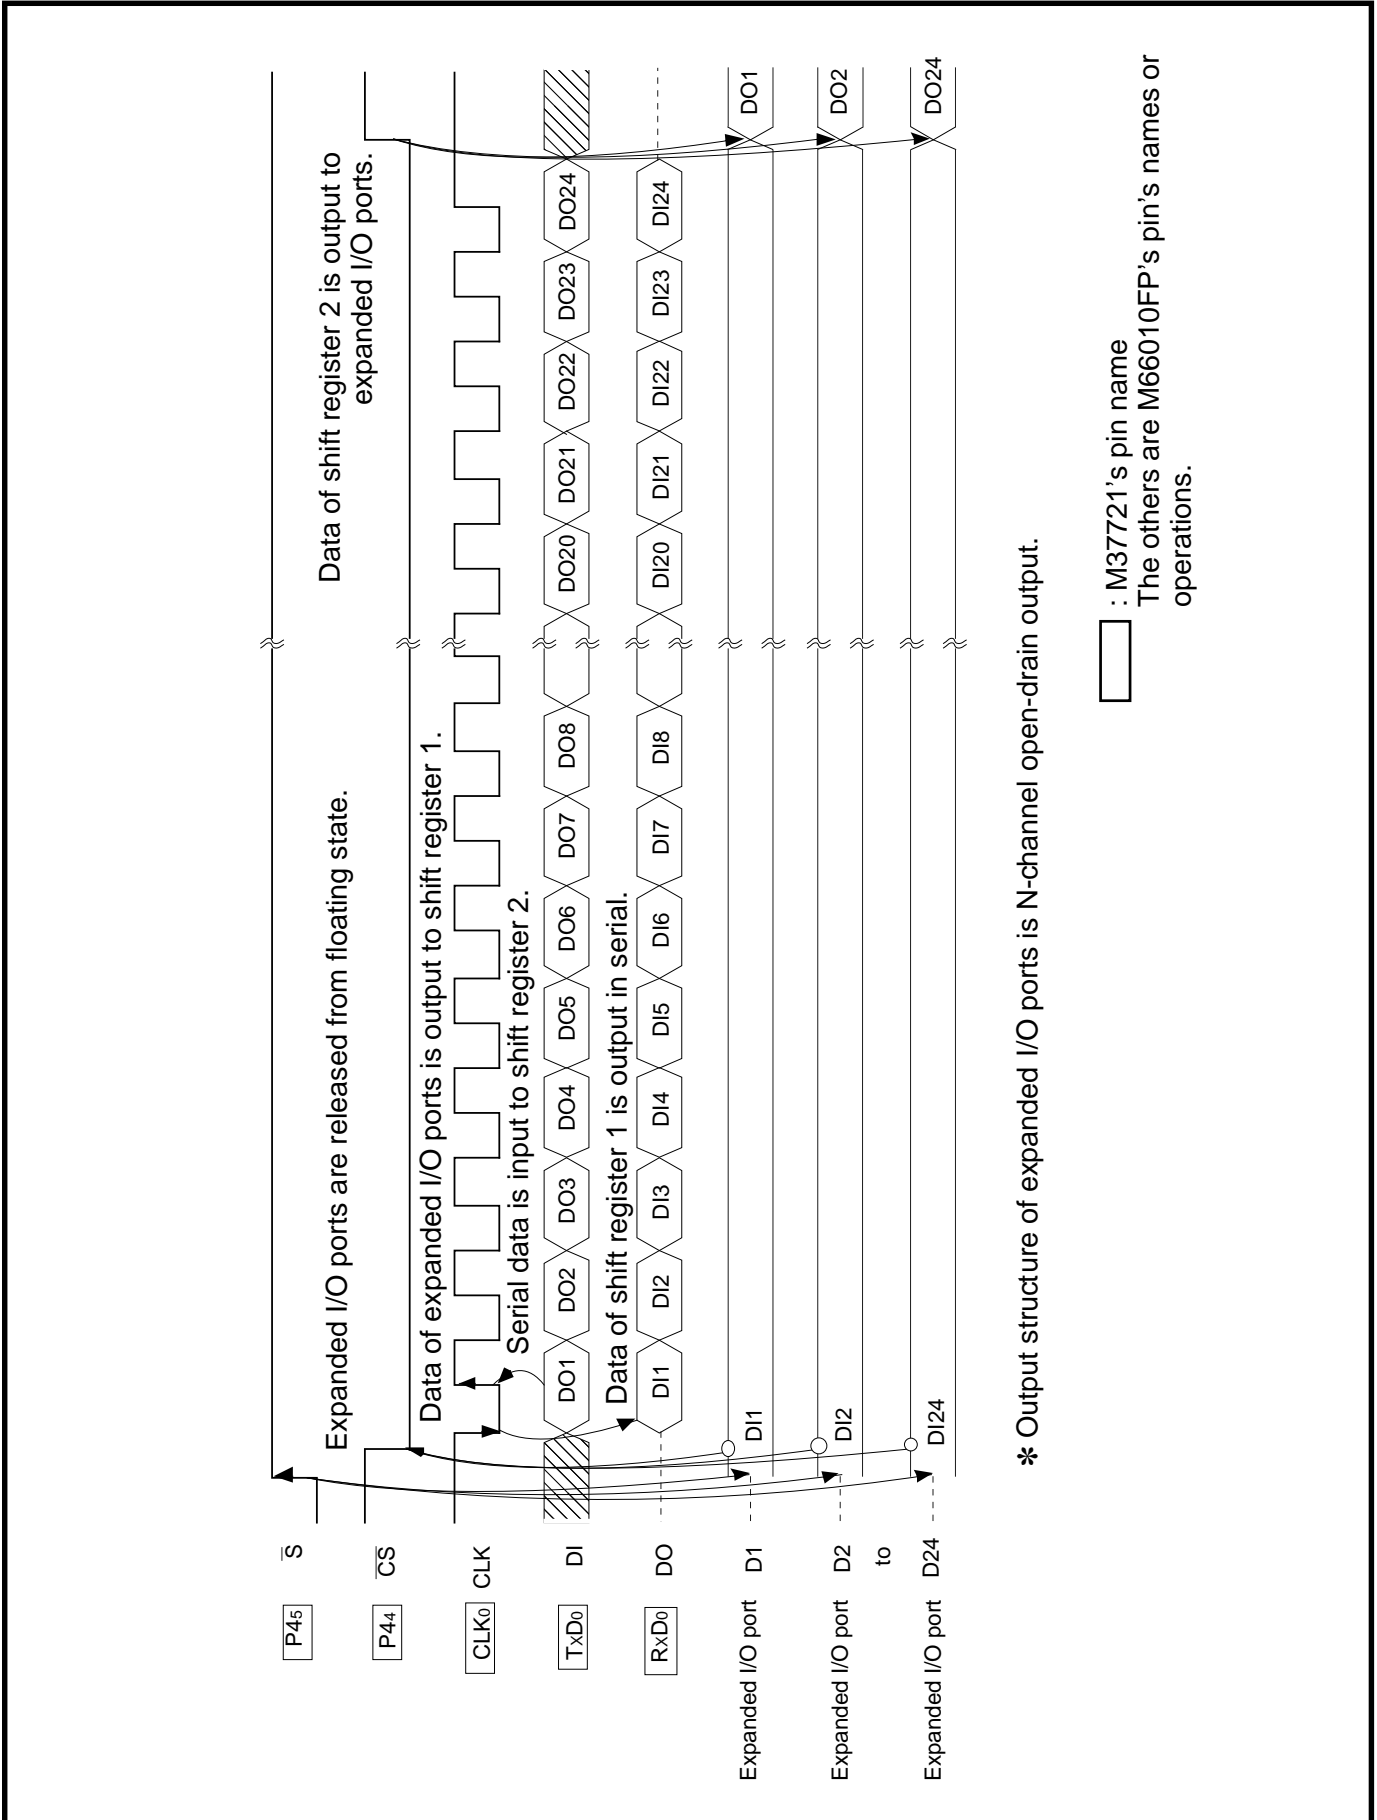 P45 S
Expanded I/O ports are released from floating state.
P44 CS
Data of shift register 2 is output to
expanded I/O ports.
Data of expanded I/O ports is output to shift register 1.
CLK0 CLK
Serial data is input to shift register 2.
TxD0 DI DO1 DO2 DO3 DO4 DO5 DO6 DO7 DO8 DO20 DO21 DO22 DO23 DO24
Data of shift register 1 is output in serial.
RxD0 DO DI1 DI2 DI3 DI4 DI5 DI6 DI7 DI8 DI20 DI21 DI22 DI23 DI24
Expanded I/O port D1 DI1 DO1
Expanded I/O port D2 DI2 DO2
to
Expanded I/O port D24 DI24 DO24
✻ Output structure of expanded I/O ports is N-channel open-drain output.
: M37721's pin name
The others are M66010FP's pin's names or
operations.